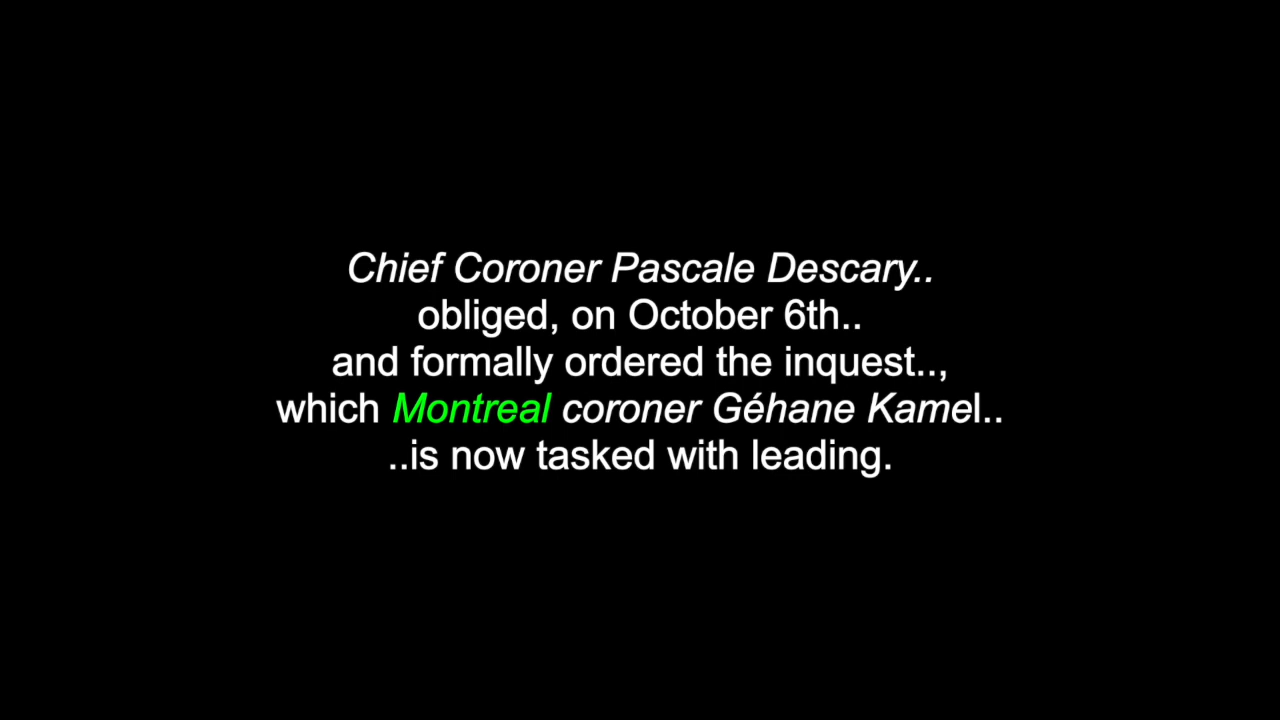 Chief Coroner Pascale Descary..
obliged, on October 6th..
and formally ordered the inquest..,
which Montreal coroner Géhane Kamel..
..is now tasked with leading.